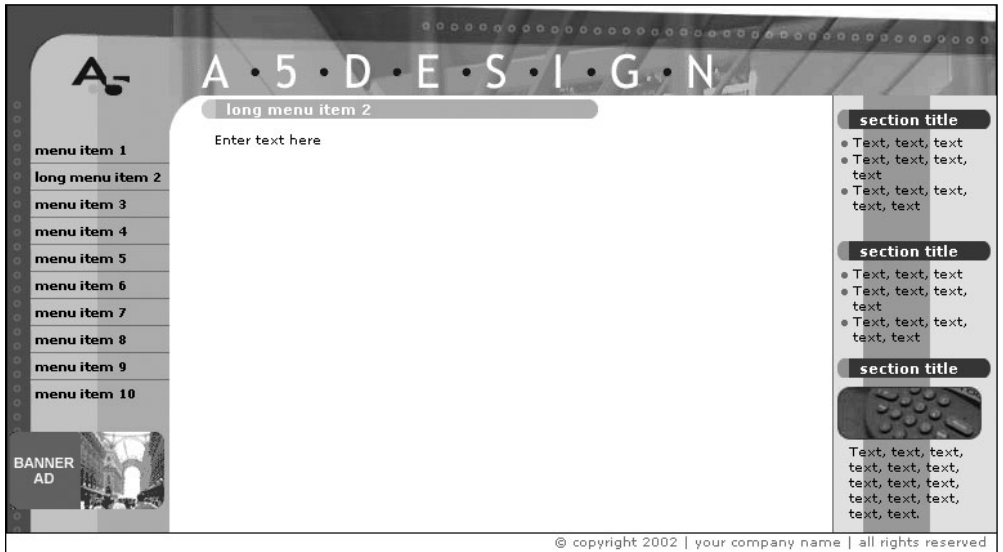 A5
A•5•D•E•S•I•G•N
menu item 1
long menu item 2
menu item 3
menu item 4
menu item 5
menu item 6
menu item 7
menu item 8
menu item 9
menu item 10
BANNER
AD
long menu item 2
Enter text here
section title
Text, text, text
Text, text, text,
text
Text, text, text,
text, text
section title
Text, text, text
Text, text, text,
text
Text, text, text,
text, text
section title
Text, text, text,
text, text, text,
text, text, text,
text, text, text,
text, text.
© copyright 2002 | your company name | all rights reserved